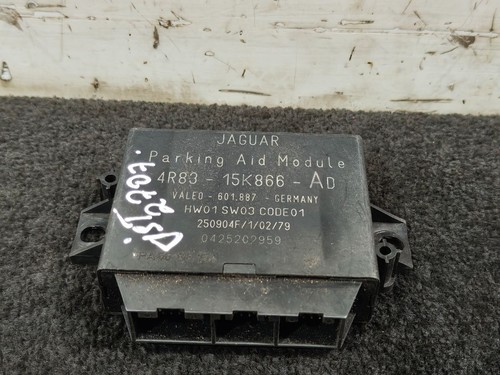 JAGUAR
Parking Aid Module
4R83 - 15K866 - AD
VALEO - 601.887 - GERMANY
HW01 SW03 CODE01
250904F/1/02/79
0425202959